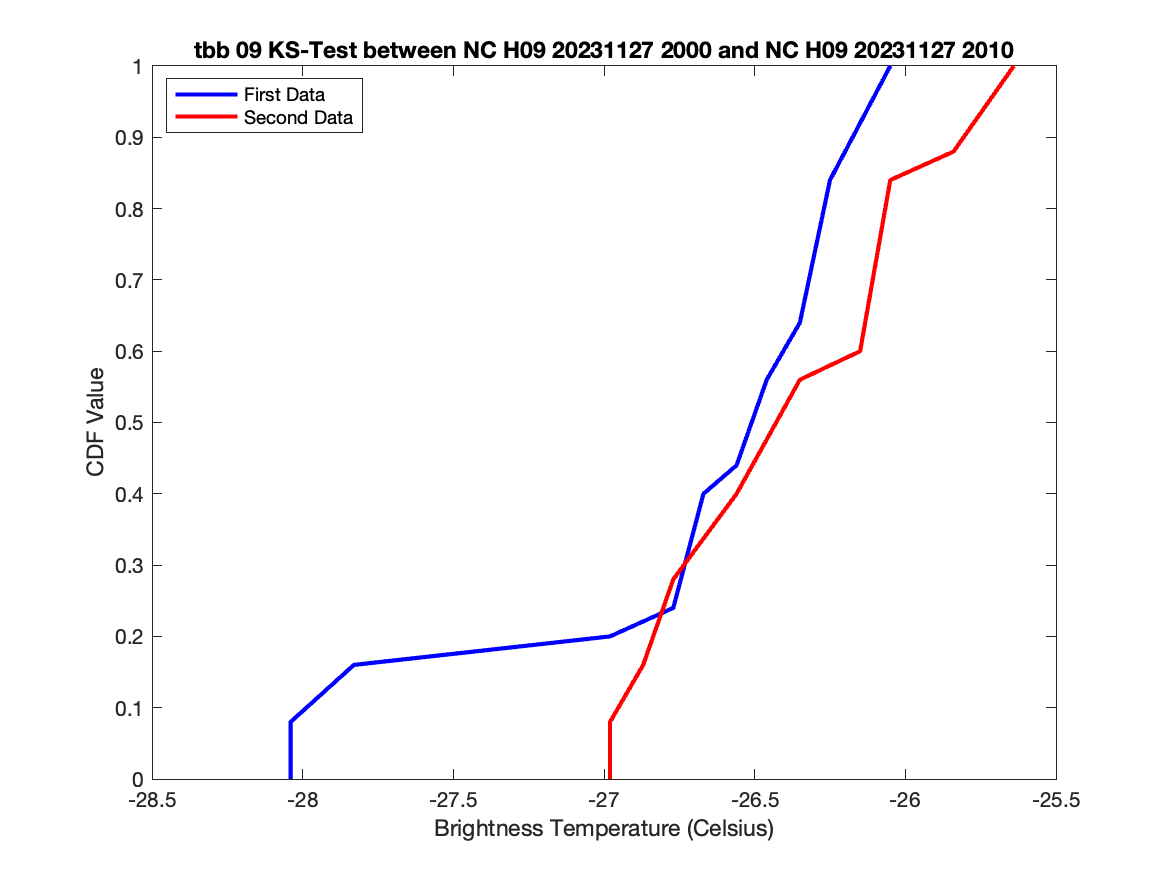 tbb 09 KS-Test between NC H09 20231127 2000 and NC H09 20231127 2010
First Data
Second Data
1
0.9
0.8
0.7
0.6
0.5
0.4
0.3
0.2
0.1
0
CDF Value
-28.5 -28 -27.5 -27 -26.5 -26 -25.5
Brightness Temperature (Celsius)